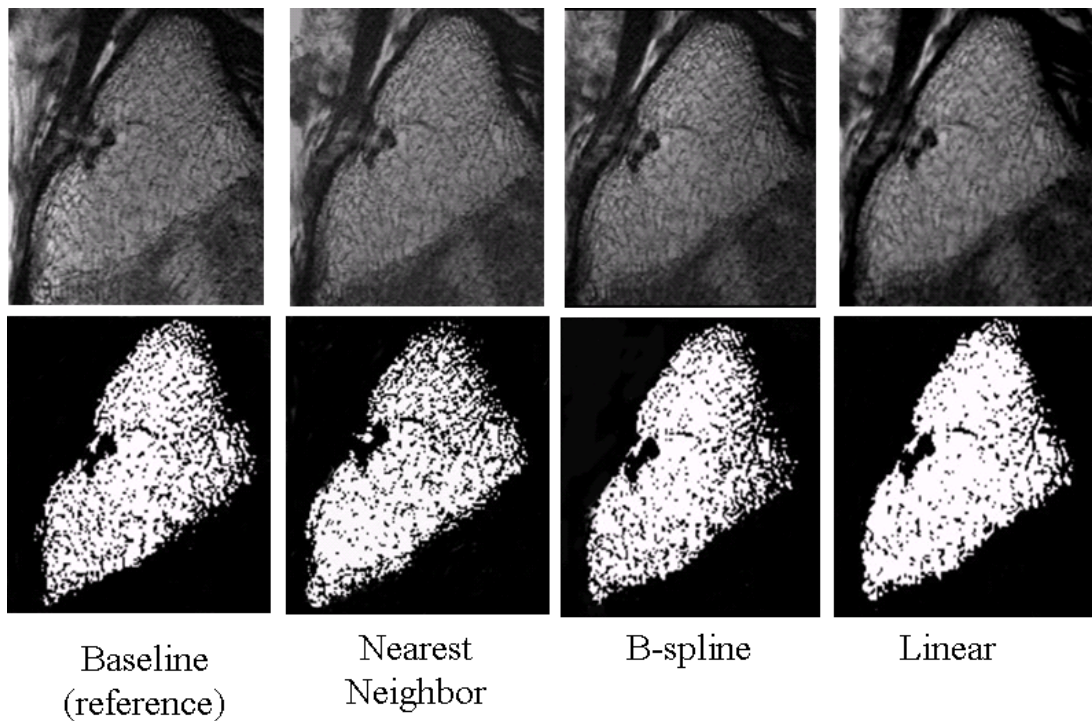 Baseline
(reference)
Nearest
Neighbor
B-spline
Linear